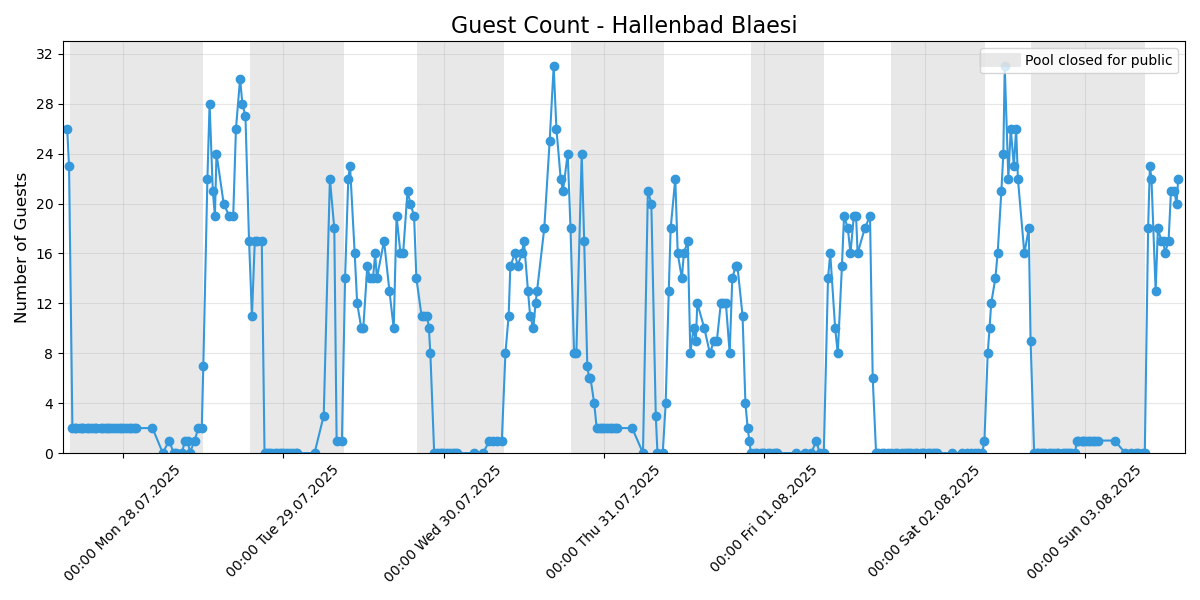 Guest Count - Hallenbad Blaesi
Pool closed for public
Number of Guests
32
28
24
20
16
12
8
4
0
00:00 Mon 28.07.2025
00:00 Tue 29.07.2025
00:00 Wed 30.07.2025
00:00 Thu 31.07.2025
00:00 Fri 01.08.2025
00:00 Sat 02.08.2025
00:00 Sun 03.08.2025